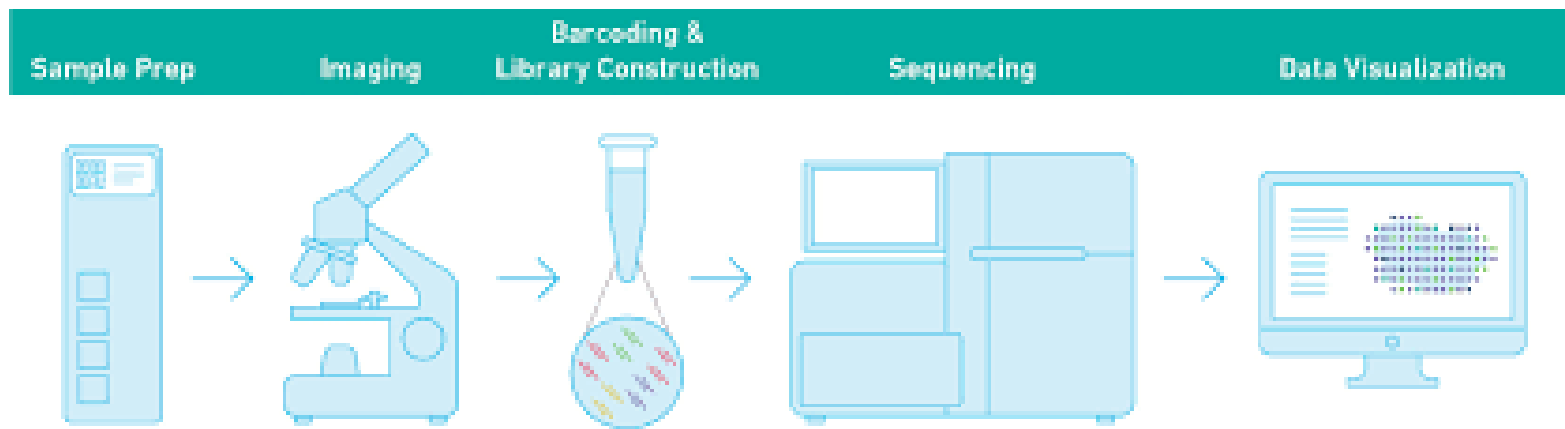 Sample Prep
Imaging
Barcoding &
Library Construction
Sequencing
Data Visualization